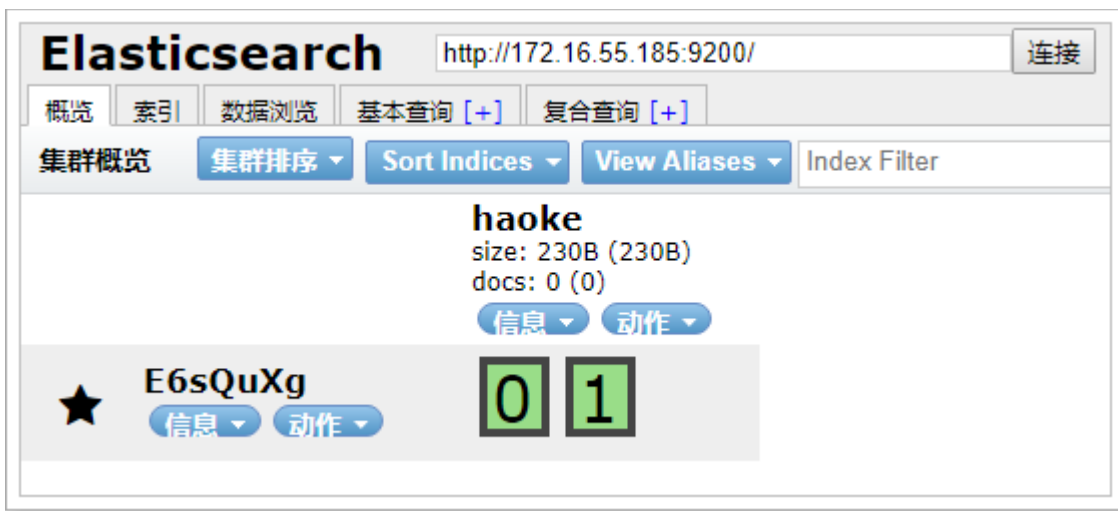 Elasticsearch http://172.16.55.185:9200/ 连接
概览 索引 数据浏览 基本查询 [+] 复合查询 [+]
集群概览 集群排序 Sort Indices View Aliases Index Filter
haoke
size: 230B (230B)
docs: 0 (0)
信息 动作
E6sQuXg 0 1
信息 动作